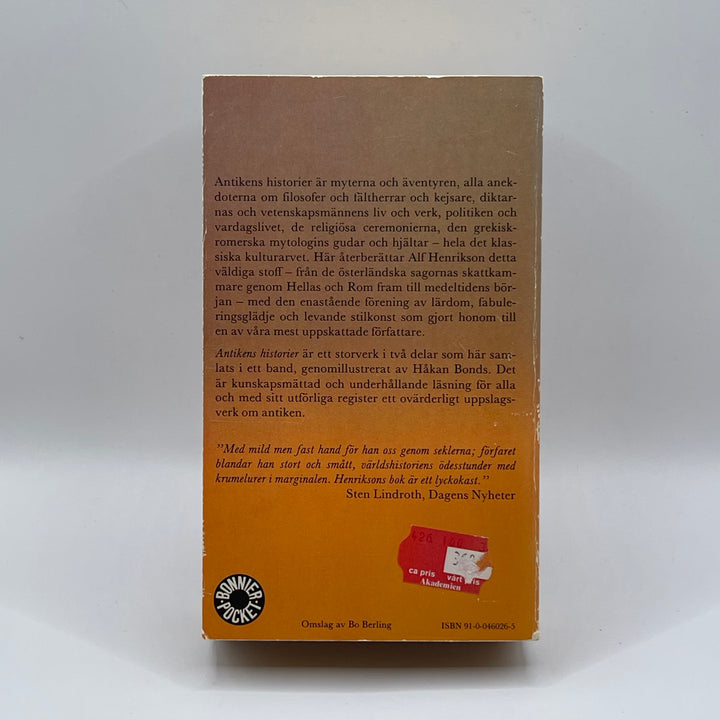 Antikens historier är myterna och äventyren, alla anek-
doterna om filosofer och fältherrar och kejsare, diktar-
nas och vetenskapsmännens liv och verk, politiken och
vardagslivet, de religiösa ceremonierna, den grekisk-
romerska mytologins gudar och hjältar – hela det klas-
siska kulturarvet. Här återberättar Alf Henrikson detta
väldiga stoff – från de österländska sagornas skattkam-
mare genom Hellas och Rom fram till medeltidens bör-
jan – med den enastående förening av lärdom, fabule-
ringsglädje och levande stilkonst som gjort honom till
en av våra mest uppskattade författare.
Antikens historier är ett storverk i två delar som här sam-
lats i ett band, genomillustrerat av Håkan Bonds. Det
är kunskapsmättad och underhållande läsning för alla
och med sitt utförliga register ett ovärderligt uppslags-
verk om antiken.
”Med mild men fast hand för han oss genom seklerna; förfaret
blandar han stort och smått, världshistoriens ödesstunder med
krumelurer i marginalen. Henriksons bok är ett lyckokast.”
Sten Lindroth, Dagens Nyheter
ca pris vårt
Akademien
BONNIER POCKET
Omslag av Bo Berling
ISBN 91-0-046026-5